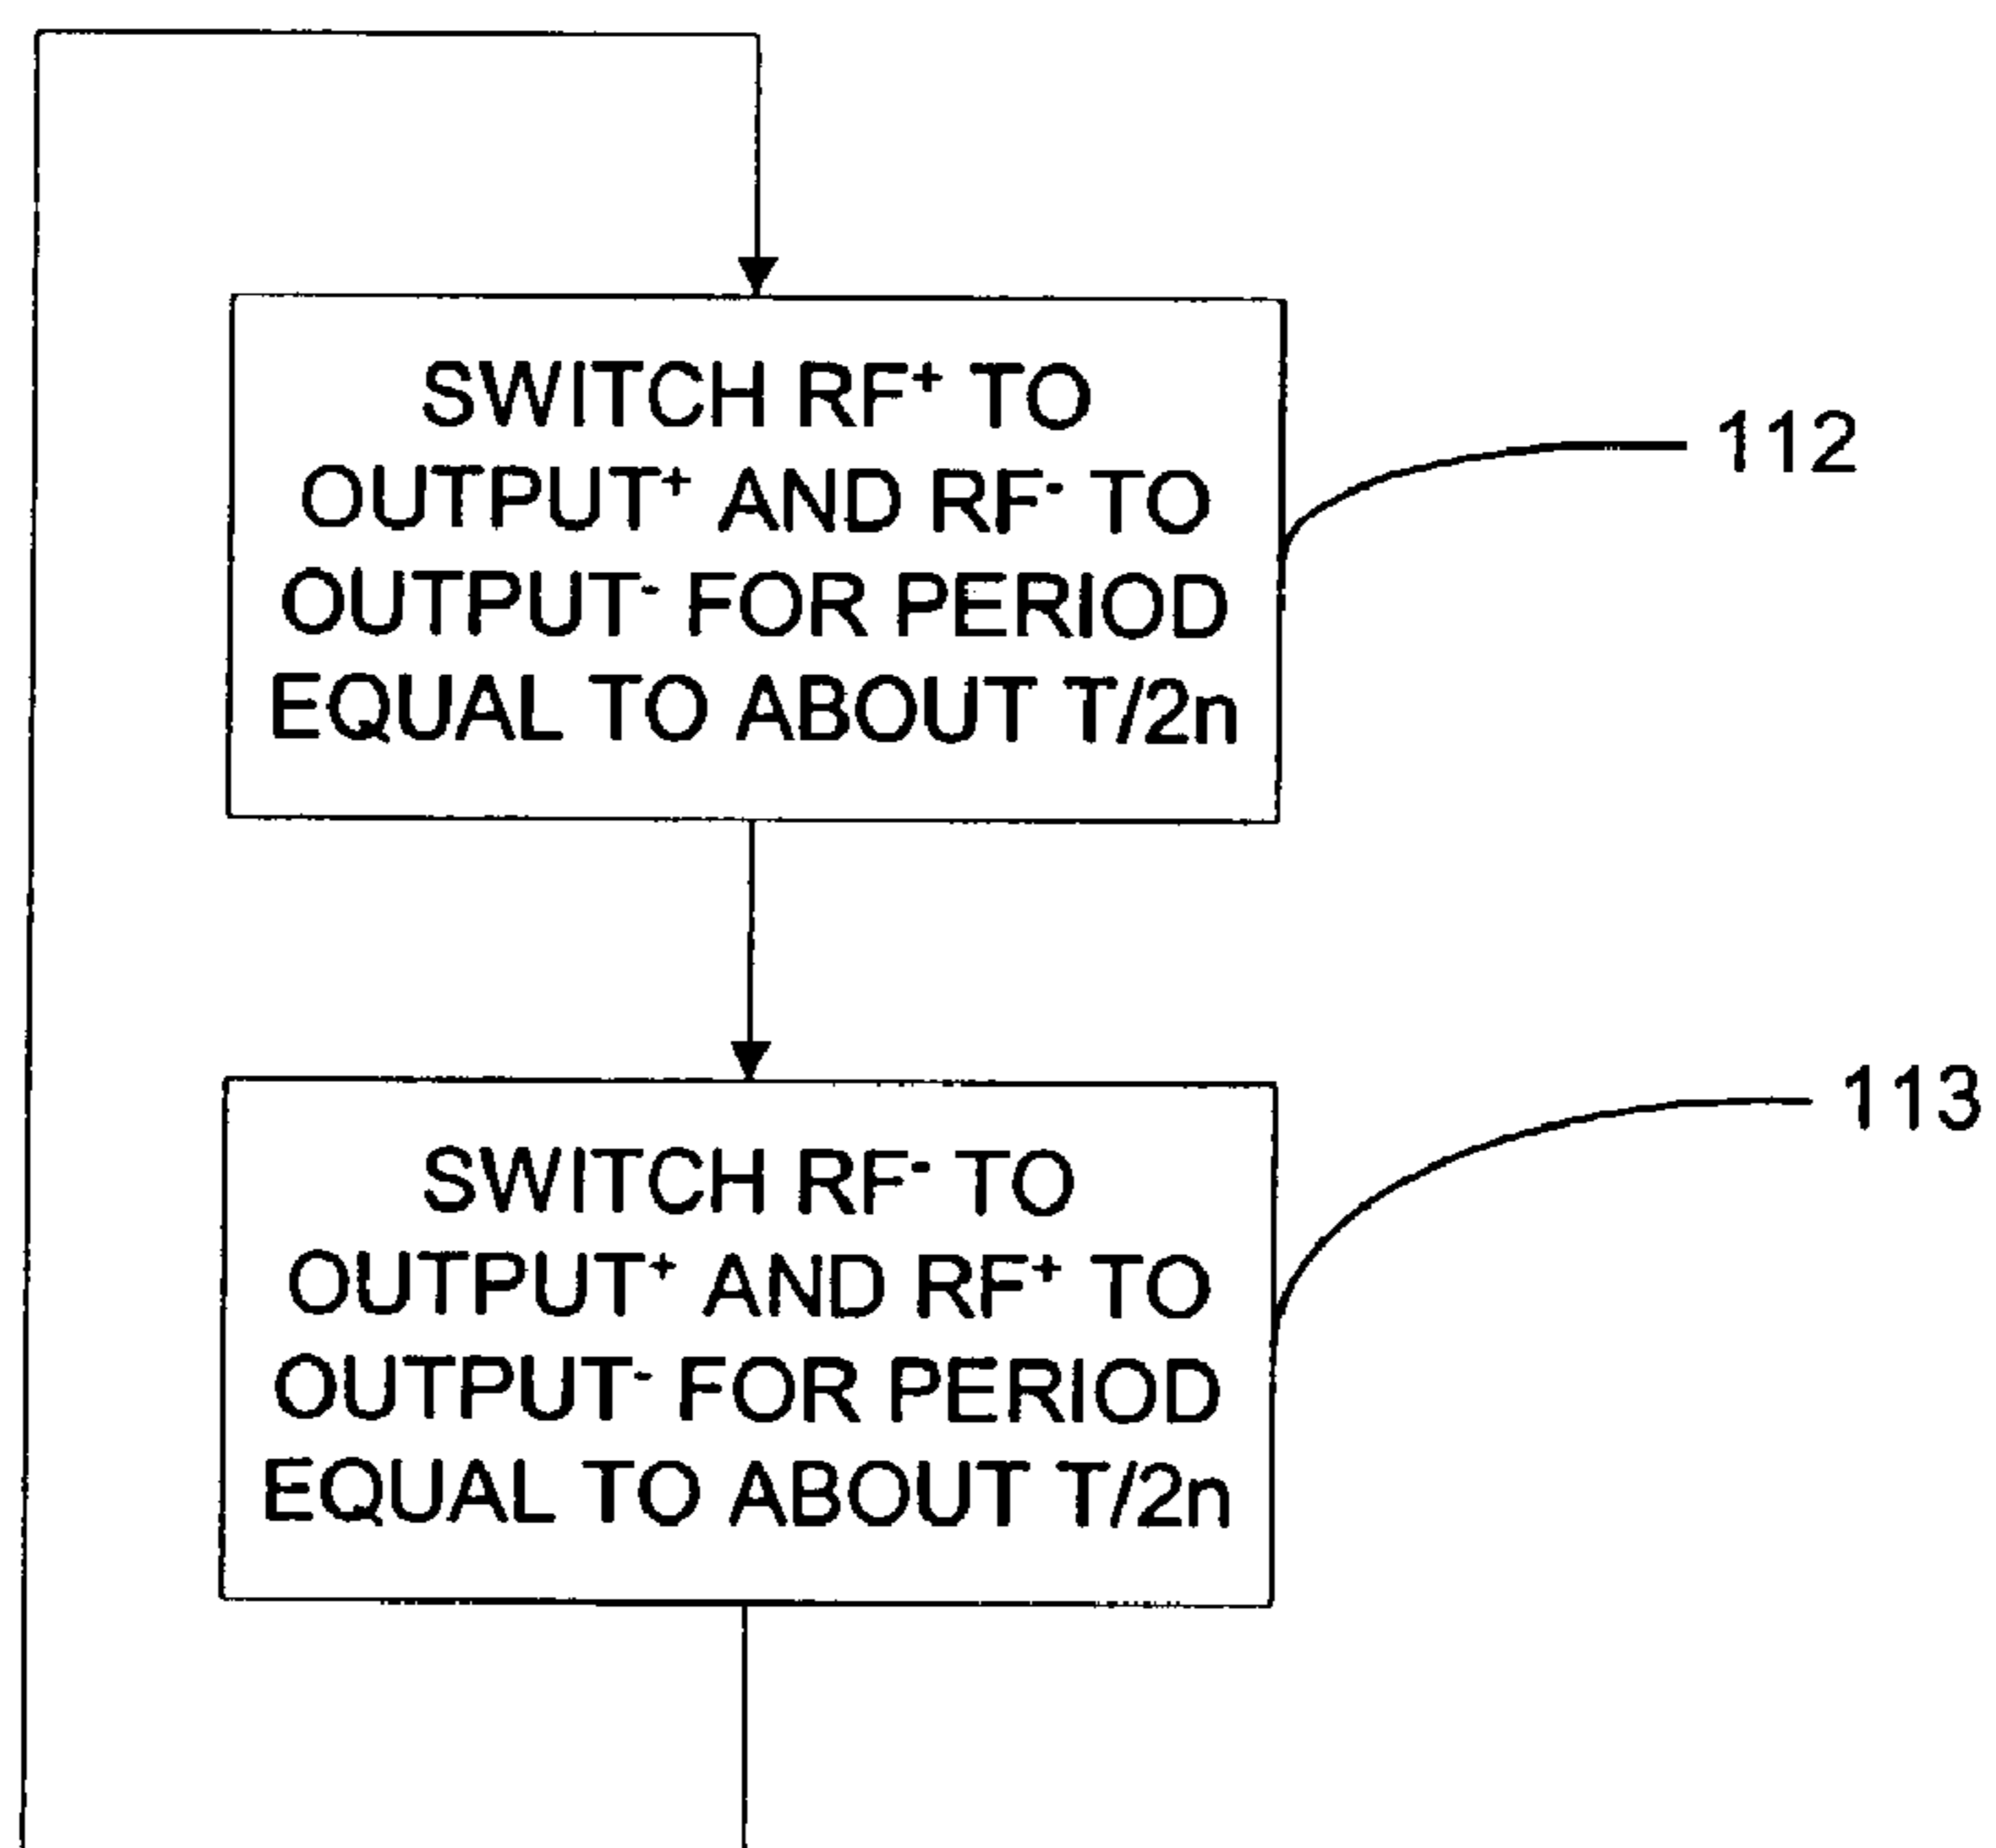 SWITCH RF⁺ TO
OUTPUT⁺ AND RF⁻ TO
OUTPUT⁻ FOR PERIOD
EQUAL TO ABOUT T/2n
112
SWITCH RF⁻ TO
OUTPUT⁺ AND RF⁺ TO
OUTPUT⁻ FOR PERIOD
EQUAL TO ABOUT T/2n
113